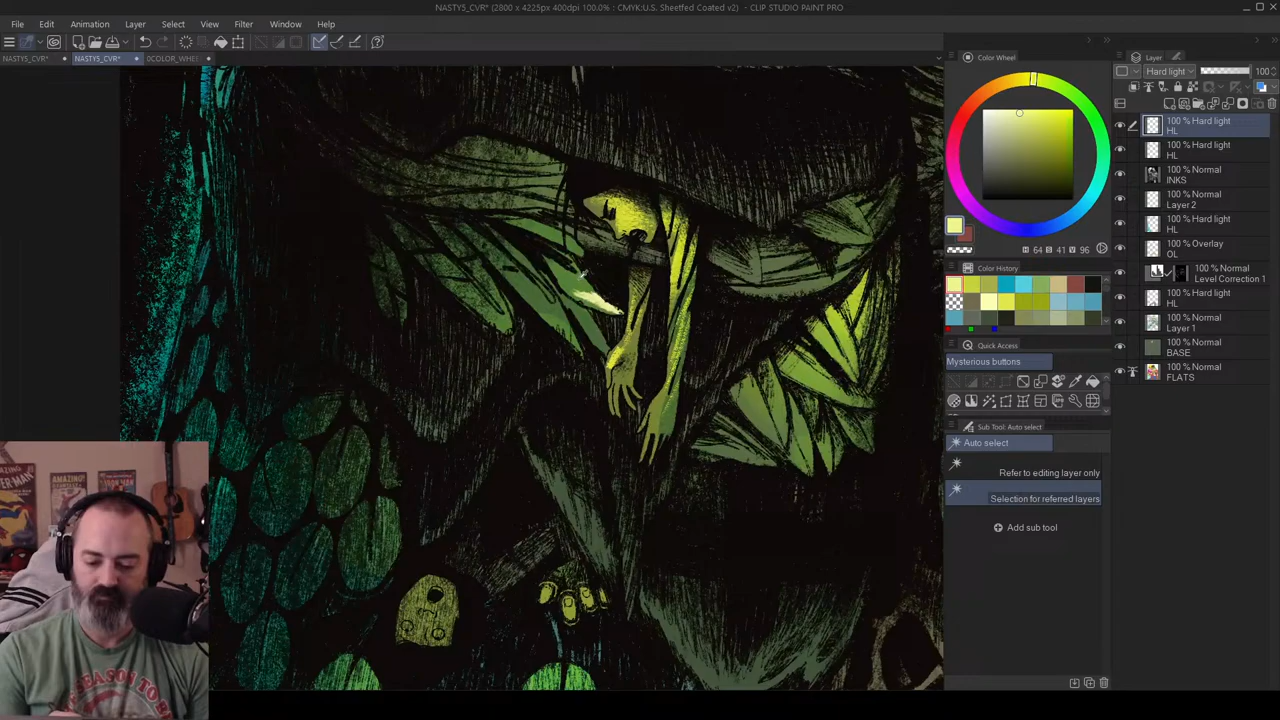 NASTY5_CVR* (2800 x 4225px 400dpi 100.0%) : CMYK:U.S. Sheetfed Coated v2) - CLIP STUDIO PAINT PRO
File Edit Animation Layer Select View Filter Window Help
NASTY5_CVR* NASTY5_CVR* 0COLOR_WHE
Color Wheel
H 64 S 41 V 96
Color History
Quick Access
Mysterious buttons
Sub Tool: Auto select
Auto select
Refer to editing layer only
Selection for referred layers
Add sub tool
Layer
Hard light 100
100 % Hard light
HL
100 % Hard light
HL
100 % Normal
INKS
100 % Normal
Layer 2
100 % Hard light
HL
100 % Overlay
OL
100 % Normal
Level Correction 1
100 % Hard light
HL
100 % Normal
Layer 1
100 % Normal
BASE
100 % Normal
FLATS
AMAZING
SEASON TO